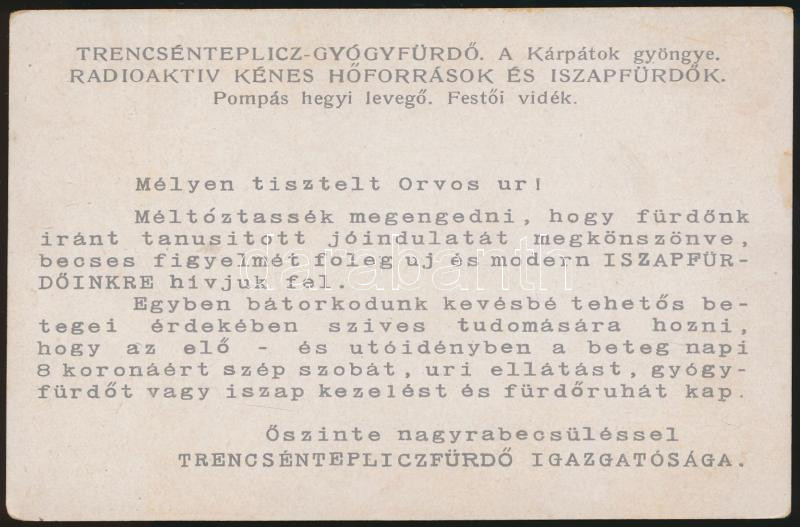 TRENCSÉNTEPLICZ-GYÓGYFÜRDŐ. A Kárpátok gyöngye.
RADIOAKTIV KÉNES HŐFORRÁSOK ÉS ISZAPFÜRDŐK.
Pompás hegyi levegő. Festői vidék.
Mélyen tisztelt Orvos ur!
Méltóztassék megengedni, hogy fürdőnk
iránt tanusitott jóindulatát megkönszönve,
becses figyelmét foleg uj és modern ISZAPFÜR-
DŐINKRE hivjuk fel.
Egyben bátorkodunk kevésbé tehetős be-
tegei érdekében szives tudomására hozni,
hogy az elő - és utóidényben a beteg napi
8 koronáért szép szobát, uri ellátást, gyógy-
fürdőt vagy iszap kezelést és fürdőruhát kap.
Őszinte nagyrabecsüléssel
TRENCSÉNTEPLICZFÜRDŐ IGAZGATÓSÁGA.
darabanth